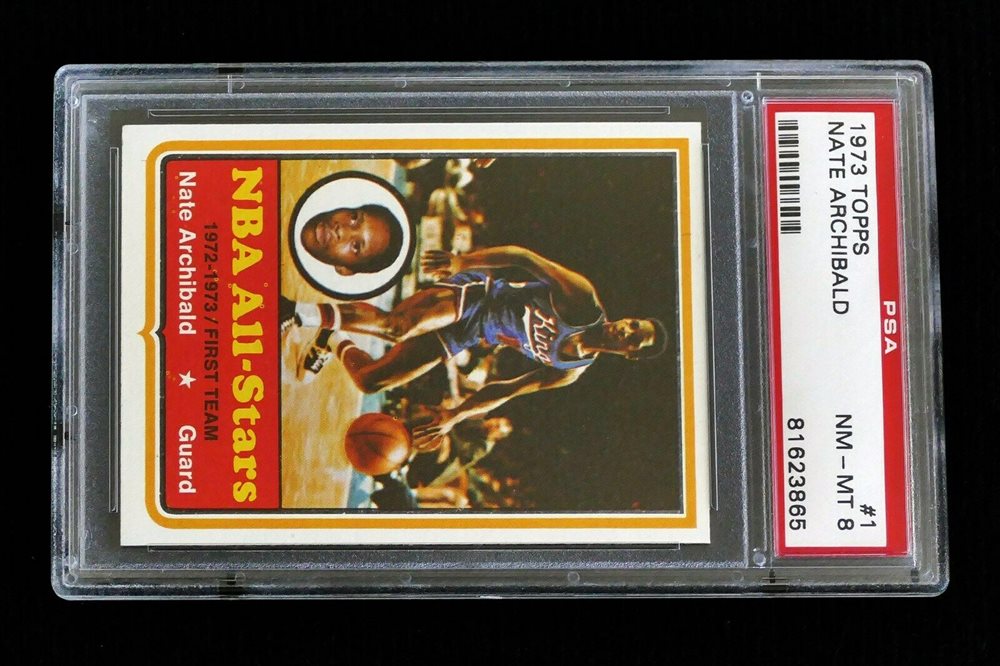 PSA
1973 TOPPS #1
NATE ARCHIBALD NM-MT 8
81623865
Kings
NBA All-Stars
1972-1973 / FIRST TEAM
Nate Archibald ★ Guard